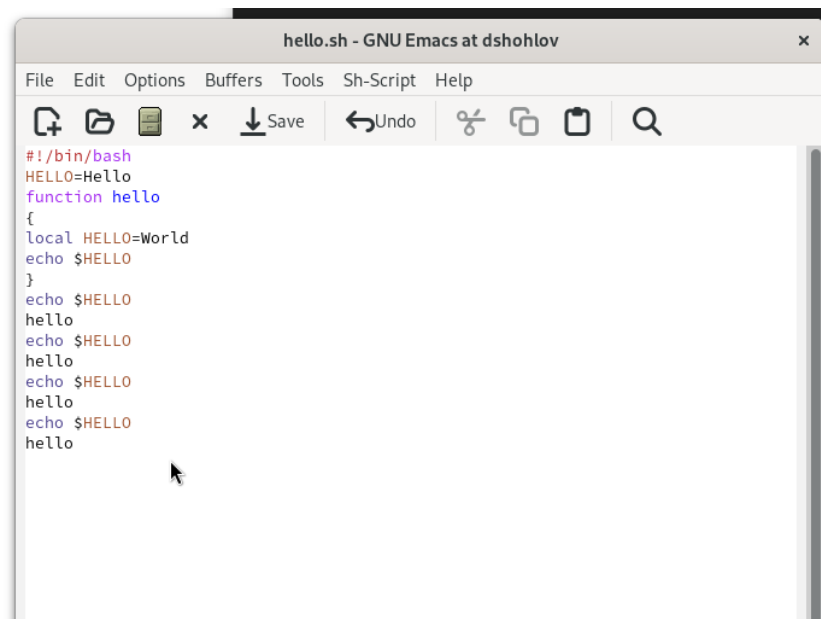 hello.sh - GNU Emacs at dshohlov
File Edit Options Buffers Tools Sh-Script Help
Save Undo
#!/bin/bash
HELLO=Hello
function hello
{
local HELLO=World
echo $HELLO
}
echo $HELLO
hello
echo $HELLO
hello
echo $HELLO
hello
echo $HELLO
hello